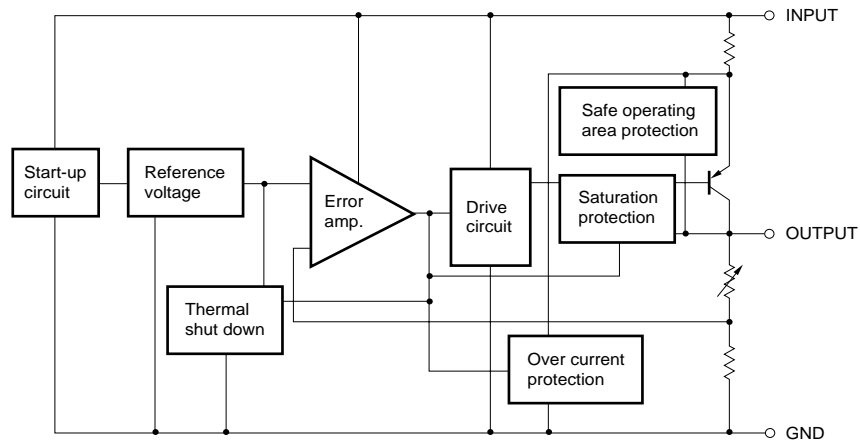 INPUT
Safe operating
area protection
Start-up
circuit
Reference
voltage
Error
amp.
Drive
circuit
Saturation
protection
OUTPUT
Thermal
shut down
Over current
protection
GND